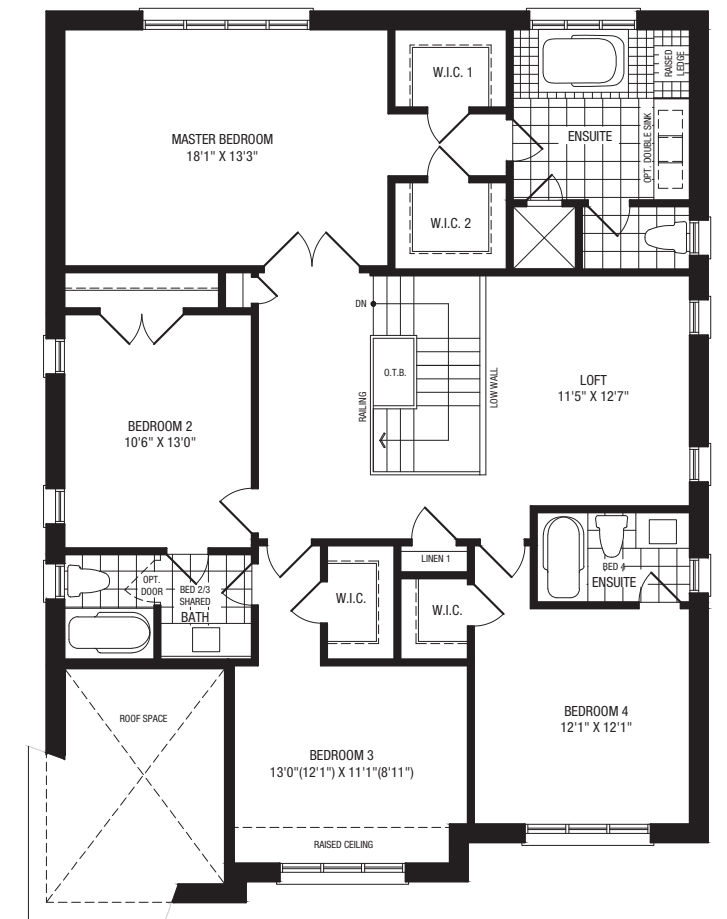 W.I.C. 1
RAISED
LEDGE
MASTER BEDROOM
18'1" X 13'3"
ENSUITE
OPT. DOUBLE SINK
W.I.C. 2
DN
O.T.B.
RAILING
LOW WALL
LOFT
11'5" X 12'7"
BEDROOM 2
10'6" X 13'0"
LINEN 1
OPT.
DOOR
BED 2/3
SHARED
BATH
W.I.C.
W.I.C.
BED 4
ENSUITE
ROOF SPACE
BEDROOM 3
13'0"(12'1") X 11'1"(8'11")
RAISED CEILING
BEDROOM 4
12'1" X 12'1"